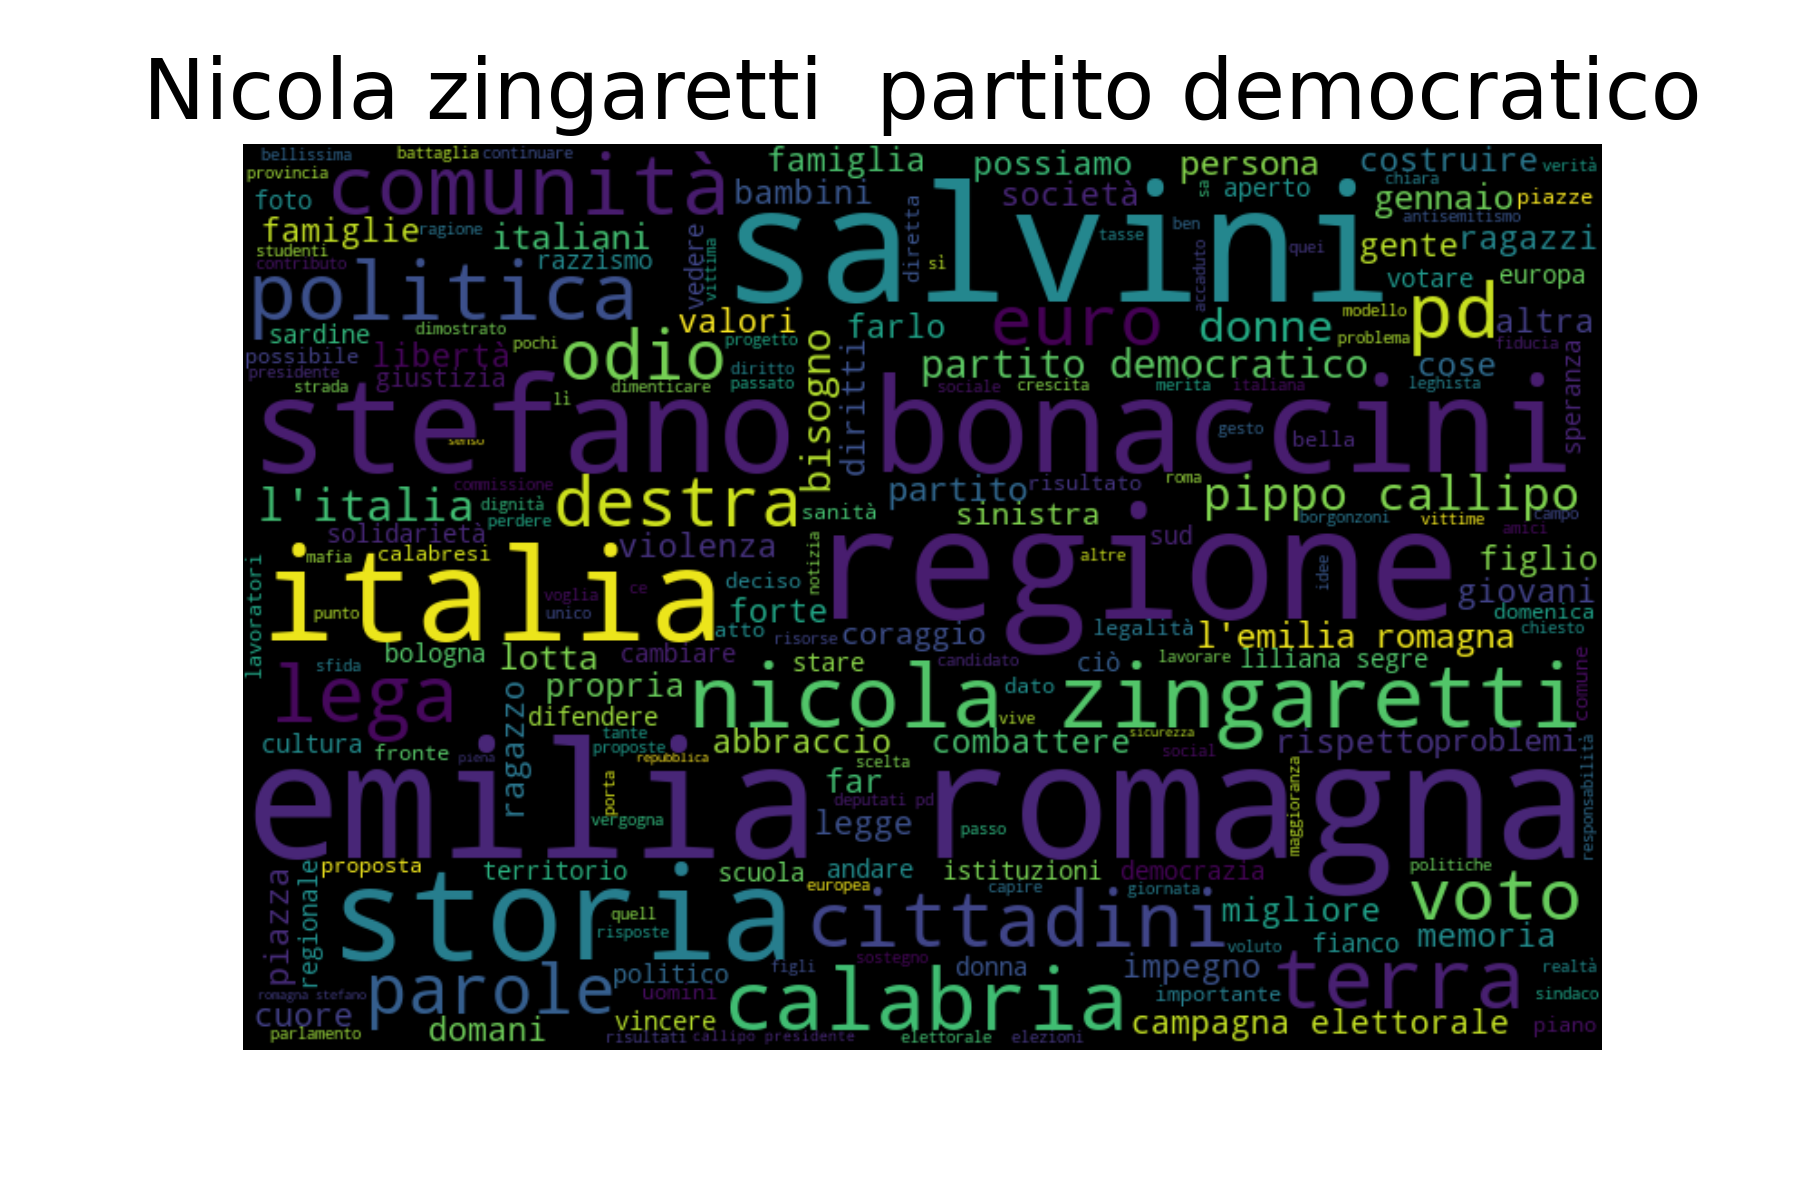 Nicola zingaretti  partito democratico
bellissima battaglia continuare famiglia possiamo persona costruire verità
provincia comunità bambini società sa aperto chiara gennaio piazze
foto salvini antisemitismo
famiglie ragione italiani diretta tasse ben quei gente ragazzi
studenti vedere vittima
contributo razzismo sì accaduto votare europa
politica valori farlo euro donne modello pd altra
sardine dimostrato pochi odio progetto bisogno diritti problema fiducia
possibile libertà partito democratico cose speranza
presidente giustizia diritto
strada dimenticare passato sociale crescita merita italiana leghista
lì
stefano bonaccini
senso gesto bella
commissione partito risultato roma pippo callipo
l'italia dignità destra sanità sinistra borgonzoni vittime campo
perdere
solidarietà violenza notizia regione sud amici
mafia calabresi altre figlio
italia deciso idee giovani
lavoratori voglia ce
punto unico forte domenica
atto risorse coraggio legalità l'emilia romagna chiesto
bologna lotta cambiare stare candidato ciò lavorare liliana segre comune
sfida
lega ragazzo propria nicola dato zingaretti
difendere vive
cultura tante abbraccio combattere sicurezza rispetto problemi
fronte piena proposte repubblica scelta social responsabilità
emilia romagna
porta far maggioranza
deputati pd
vergogna legge passo
proposta territorio scuola andare istituzioni democrazia politiche
piazza regionale storia europea capire giornata voto
quell cittadini migliore
risposte voluto fianco memoria
sostegno
parole politico figli donna impegno terra realtà
romagna stefano uomini calabria importante sindaco
cuore
parlamento domani vincere campagna elettorale piano
risultati callipo presidente elettorale elezioni